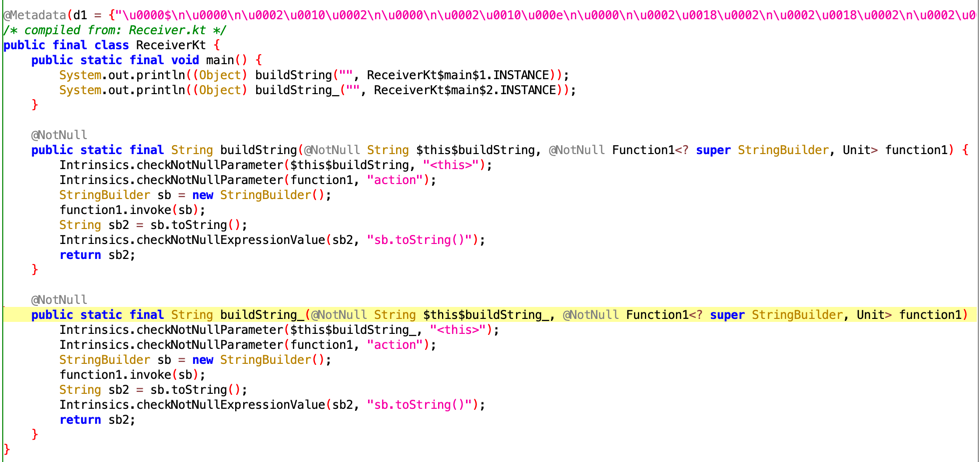 @Metadata(d1 = {"\u0000$\n\u0000\n\u0002\u0010\u0002\n\u0000\n\u0002\u0010\u000e\n\u0000\n\u0002\u0018\u0002\n\u0002\u0018\u0002\n\u0002\u0
/* compiled from: Receiver.kt */
public final class ReceiverKt {
    public static final void main() {
        System.out.println((Object) buildString("", ReceiverKt$main$1.INSTANCE));
        System.out.println((Object) buildString_("", ReceiverKt$main$2.INSTANCE));
    }
    @NotNull
    public static final String buildString(@NotNull String $this$buildString, @NotNull Function1<? super StringBuilder, Unit> function1) {
        Intrinsics.checkNotNullParameter($this$buildString, "<this>");
        Intrinsics.checkNotNullParameter(function1, "action");
        StringBuilder sb = new StringBuilder();
        function1.invoke(sb);
        String sb2 = sb.toString();
        Intrinsics.checkNotNullExpressionValue(sb2, "sb.toString()");
        return sb2;
    }
    @NotNull
    public static final String buildString_(@NotNull String $this$buildString_, @NotNull Function1<? super StringBuilder, Unit> function1)
        Intrinsics.checkNotNullParameter($this$buildString_, "<this>");
        Intrinsics.checkNotNullParameter(function1, "action");
        StringBuilder sb = new StringBuilder();
        function1.invoke(sb);
        String sb2 = sb.toString();
        Intrinsics.checkNotNullExpressionValue(sb2, "sb.toString()");
        return sb2;
    }
}